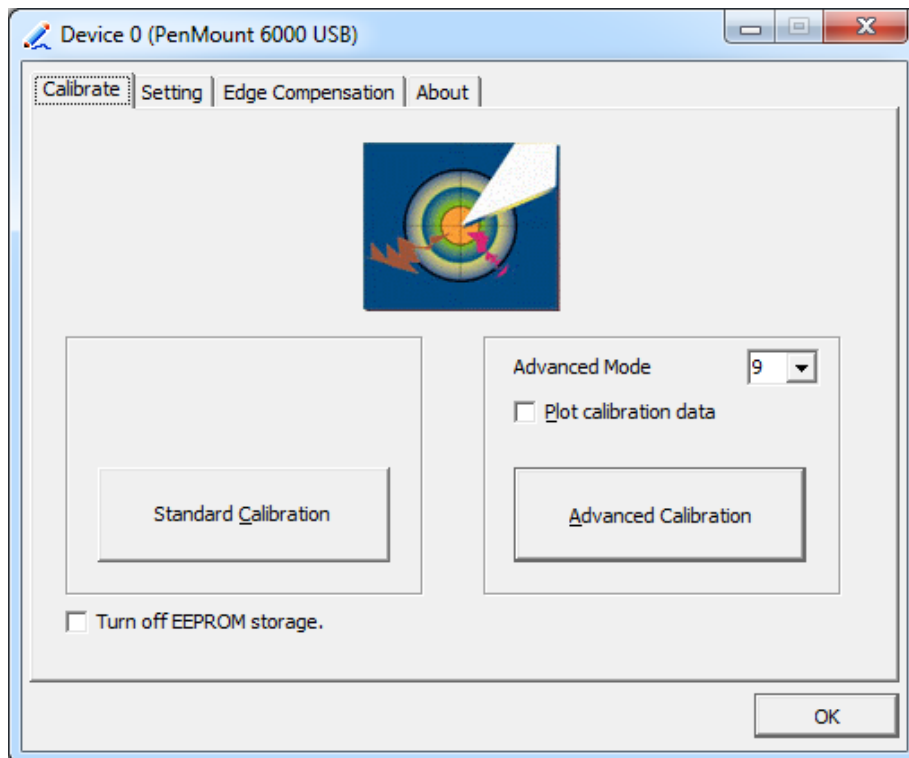 Device 0 (PenMount 6000 USB)
Calibrate Setting Edge Compensation About
Advanced Mode 9
Plot calibration data
Standard Calibration
Advanced Calibration
Turn off EEPROM storage.
OK